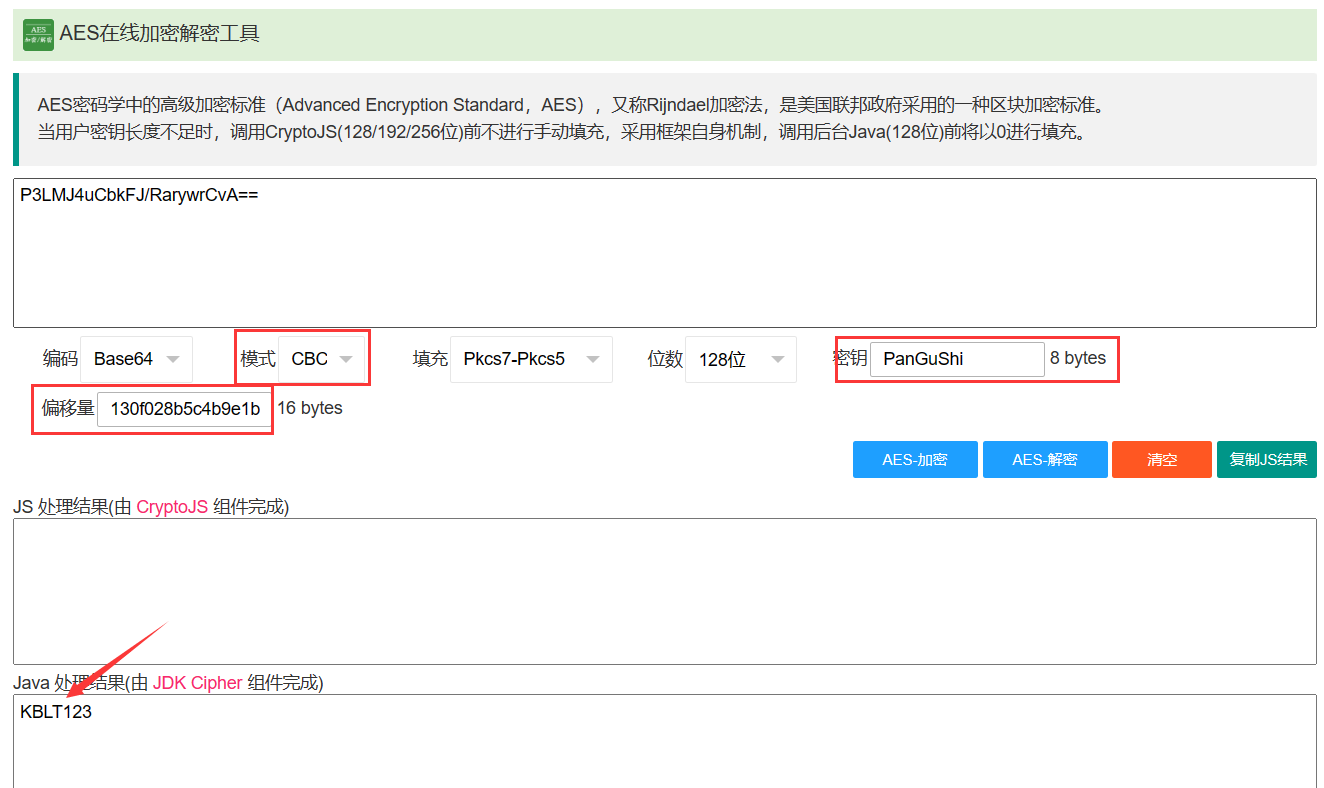 AES
加密/解密
AES在线加密解密工具
AES密码学中的高级加密标准（Advanced Encryption Standard，AES），又称Rijndael加密法，是美国联邦政府采用的一种区块加密标准。
当用户密钥长度不足时，调用CryptoJS(128/192/256位)前不进行手动填充，采用框架自身机制，调用后台Java(128位)前将以0进行填充。
P3LMJ4uCbkFJ/RarywrCvA==
编码 Base64 模式 CBC 填充 Pkcs7-Pkcs5 位数 128位 密钥 PanGuShi 8 bytes
偏移量 130f028b5c4b9e1b 16 bytes
AES-加密 AES-解密 清空 复制JS结果
JS 处理结果(由 CryptoJS 组件完成)
Java 处理结果(由 JDK Cipher 组件完成)
KBLT123